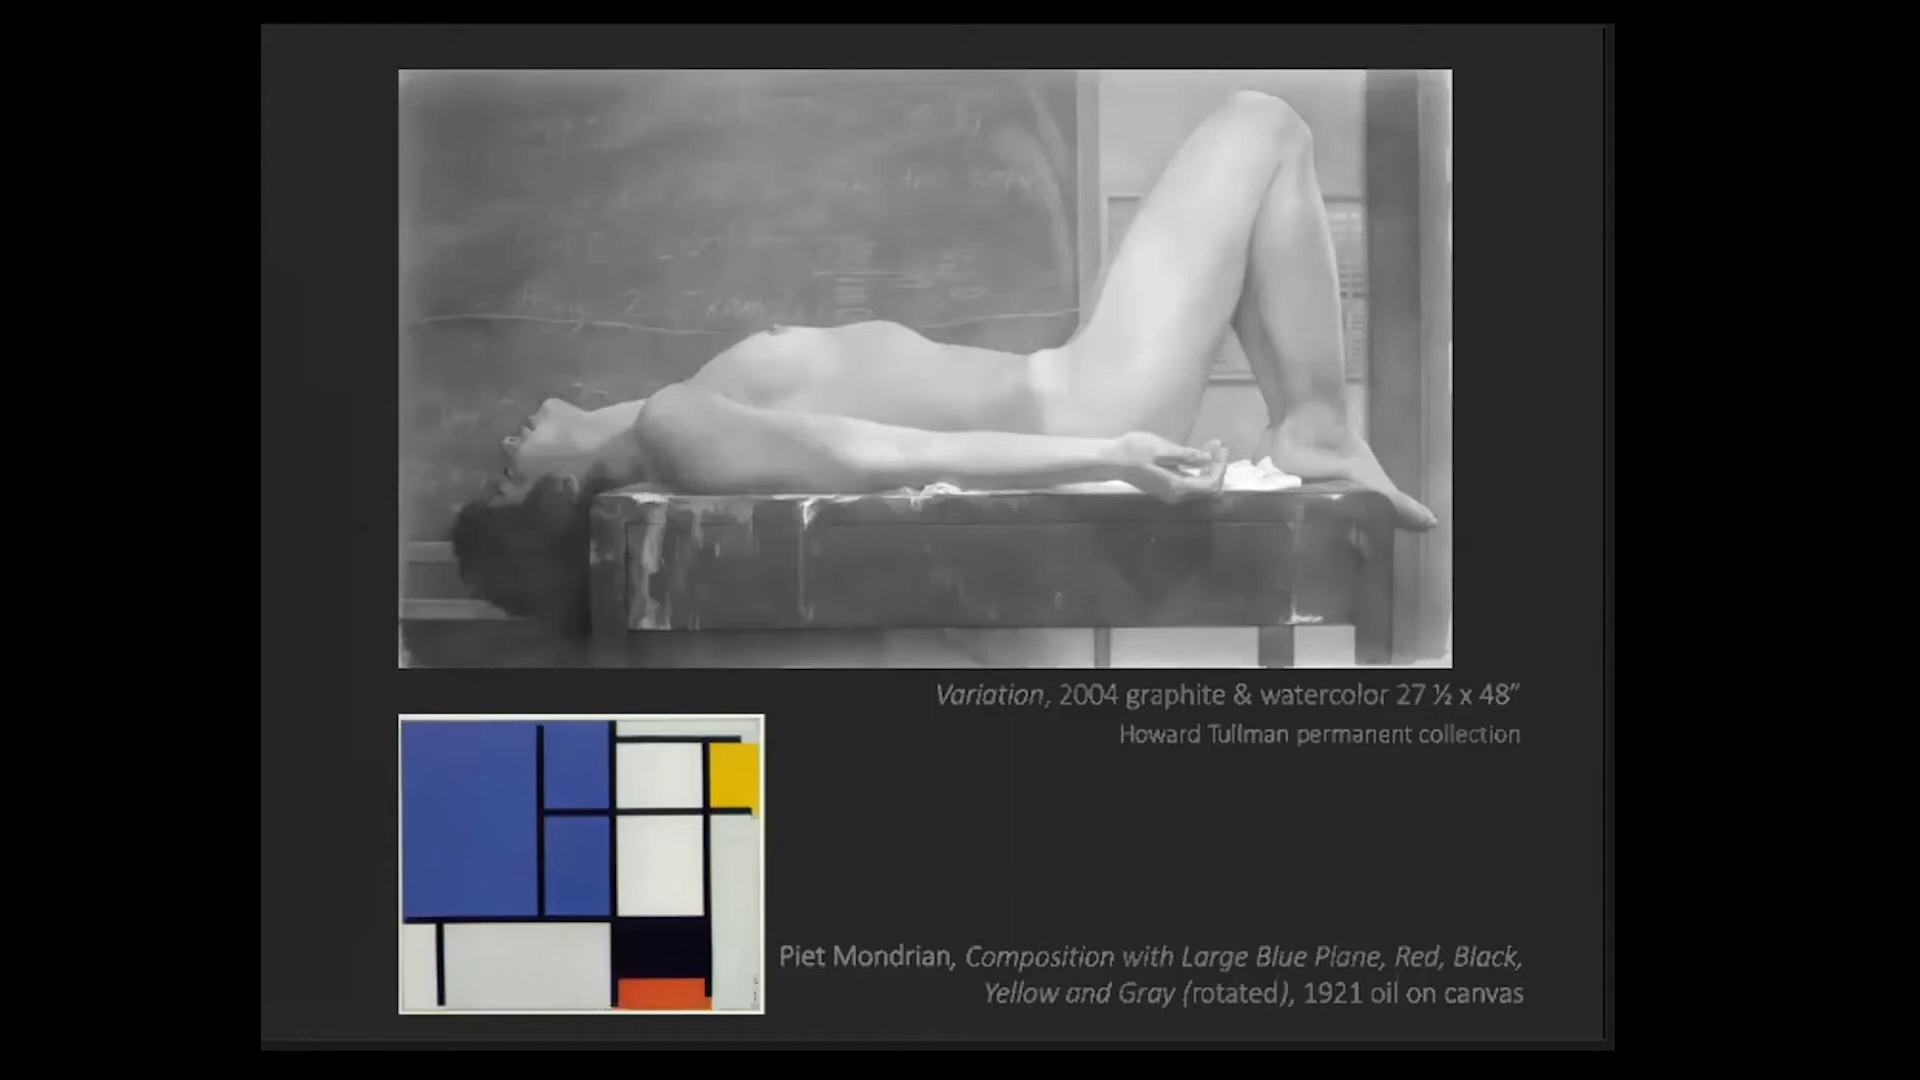 Variation, 2004 graphite & watercolor 27 ½ x 48”
Howard Tullman permanent collection
Piet Mondrian, Composition with Large Blue Plane, Red, Black,
Yellow and Gray (rotated), 1921 oil on canvas